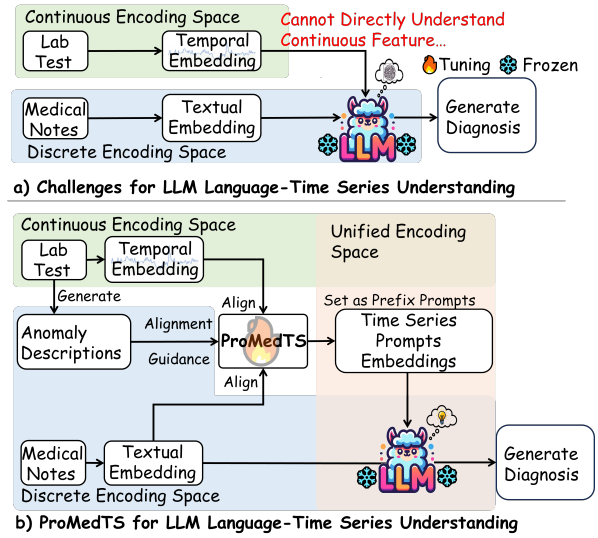 Continuous Encoding Space
Cannot Directly Understand
Continuous Feature...
Lab
Test
Temporal
Embedding
Tuning
Frozen
Medical
Notes
Textual
Embedding
LLM
Generate
Diagnosis
Discrete Encoding Space
a) Challenges for LLM Language-Time Series Understanding
Continuous Encoding Space
Unified Encoding
Space
Lab
Test
Temporal
Embedding
Generate
Align
Set as Prefix Prompts
Anomaly
Descriptions
Alignment
Guidance
ProMedTS
Time Series
Prompts
Embeddings
Align
Medical
Notes
Textual
Embedding
LLM
Generate
Diagnosis
Discrete Encoding Space
b) ProMedTS for LLM Language-Time Series Understanding